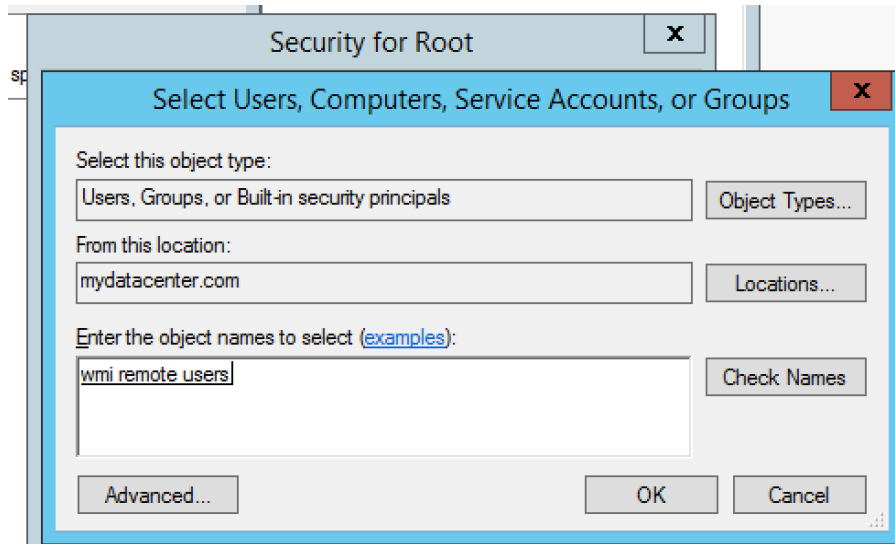 Security for Root
x
sp
Select Users, Computers, Service Accounts, or Groups
x
Select this object type:
Users, Groups, or Built-in security principals
Object Types...
From this location:
mydatacenter.com
Locations...
Enter the object names to select (examples):
wmi remote users
Check Names
Advanced...
OK
Cancel